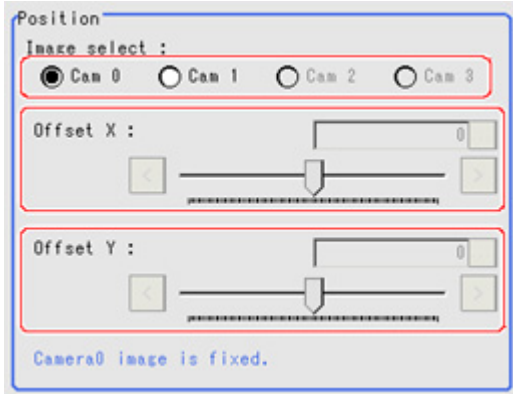 Position
Image select :
Cam 0 Cam 1 Cam 2 Cam 3
Offset X :
0
< >
Offset Y :
0
< >
Camera0 image is fixed.